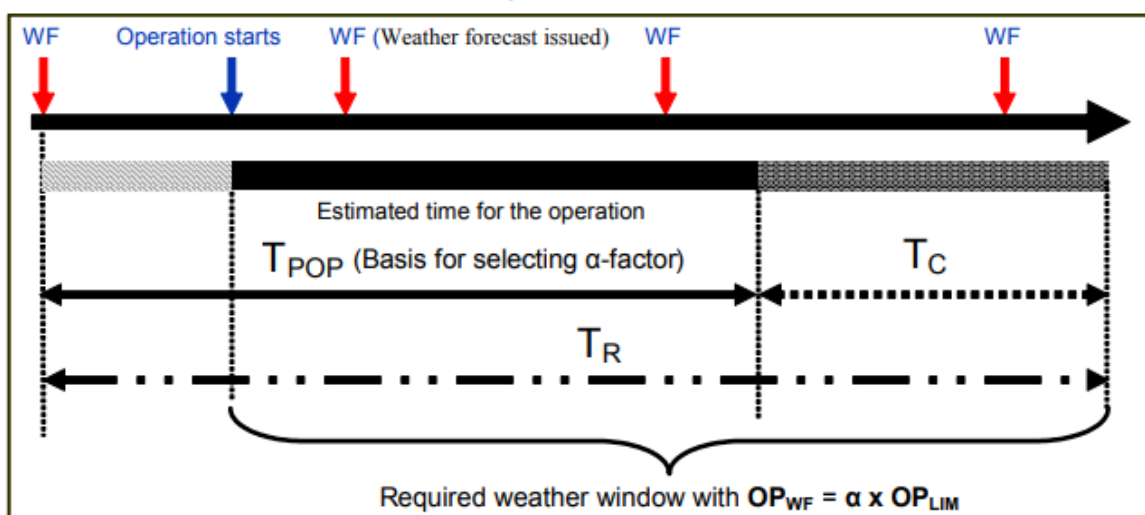 WF Operation starts WF (Weather forecast issued) WF WF
Estimated time for the operation
TPOP (Basis for selecting α-factor) TC
TR
Required weather window with OPWF = α x OPLIM